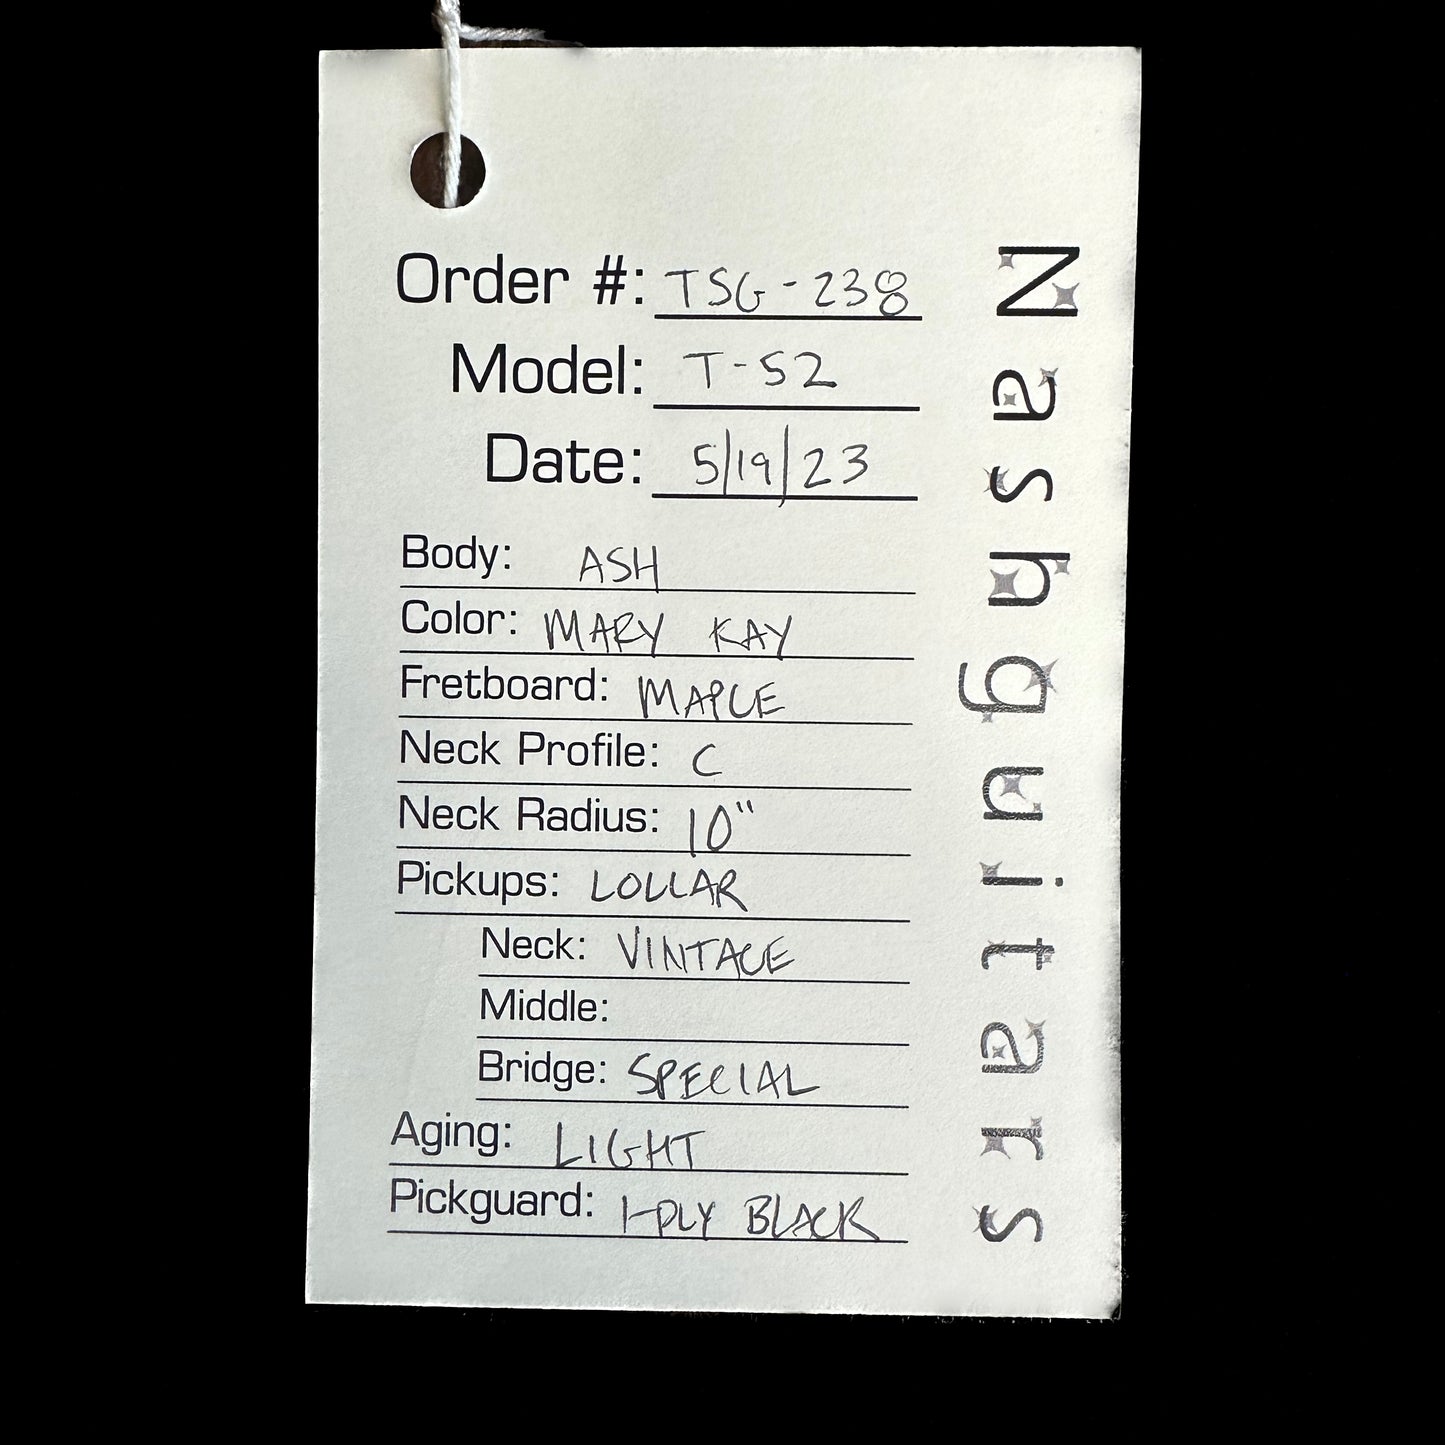 Order #: TSG-238
Model: T-52
Date: 5/19/23
Body: ASH
Color: MARY KAY
Fretboard: MAPLE
Neck Profile: C
Neck Radius: 10"
Pickups: LOLLAR
Neck: VINTAGE
Middle:
Bridge: SPECIAL
Aging: LIGHT
Pickguard: 1-PLY BLACK
Nashguitars